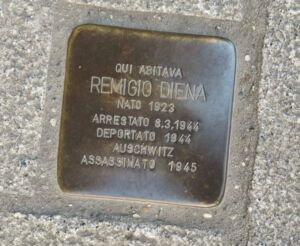 QUI ABITAVA
REMIGIO DIENA
NATO 1923
ARRESTATO 8.3.1944
DEPORTATO 1944
AUSCHWITZ
ASSASSINATO 1945